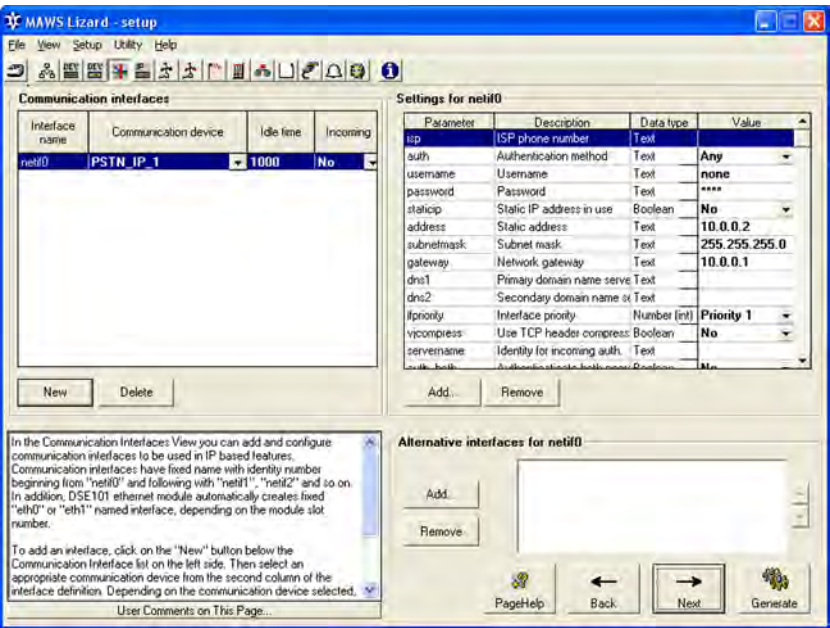 MAWS Lizard - setup
File View Setup Utility Help
Communication interfaces
Interface name Communication device Idle time Incoming
netif0 PSTN_IP_1 1000 No
New Delete
Settings for netif0
Parameter Description Data type Value
isp ISP phone number Text
auth Authentication method Text Any
username Username Text none
password Password Text ****
staticip Static IP address in use Boolean No
address Static address Text 10.0.0.2
subnetmask Subnet mask Text 255.255.255.0
gateway Network gateway Text 10.0.0.1
dns1 Primary domain name serve Text
dns2 Secondary domain name se Text
ifpriority Interface priority Number (int) Priority 1
vjcompress Use TCP header compress Boolean No
servername Identity for incoming auth. Text
Add... Remove
In the Communication Interfaces View you can add and configure
communication interfaces to be used in IP based features.
Communication interfaces have fixed name with identity number
beginning from "netif0" and following with "netif1", "netif2" and so on.
In addition, DSE101 ethernet module automatically creates fixed
"eth0" or "eth1" named interface, depending on the module slot
number.
To add an interface, click on the "New" button below the
Communication Interface list on the left side. Then select an
appropriate communication device from the second column of the
interface definition. Depending on the communication device selected,
User Comments on This Page...
Alternative interfaces for netif0
Add...
Remove
PageHelp Back Next Generate